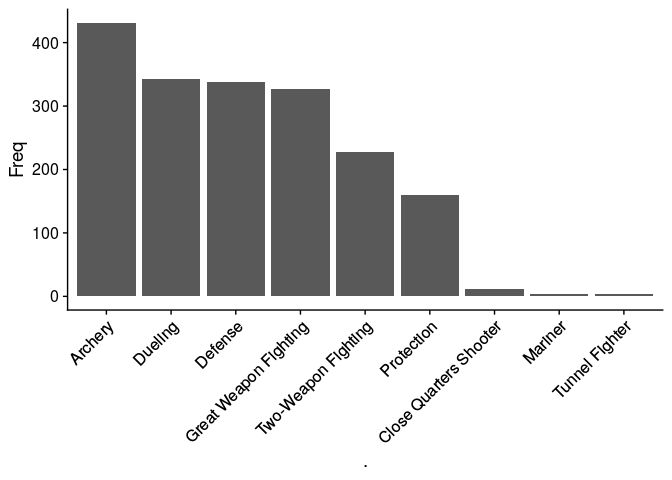 Freq
400
300
200
100
0
Archery
Dueling
Defense
Great Weapon Fighting
Two-Weapon Fighting
Protection
Close Quarters Shooter
Mariner
Tunnel Fighter
.